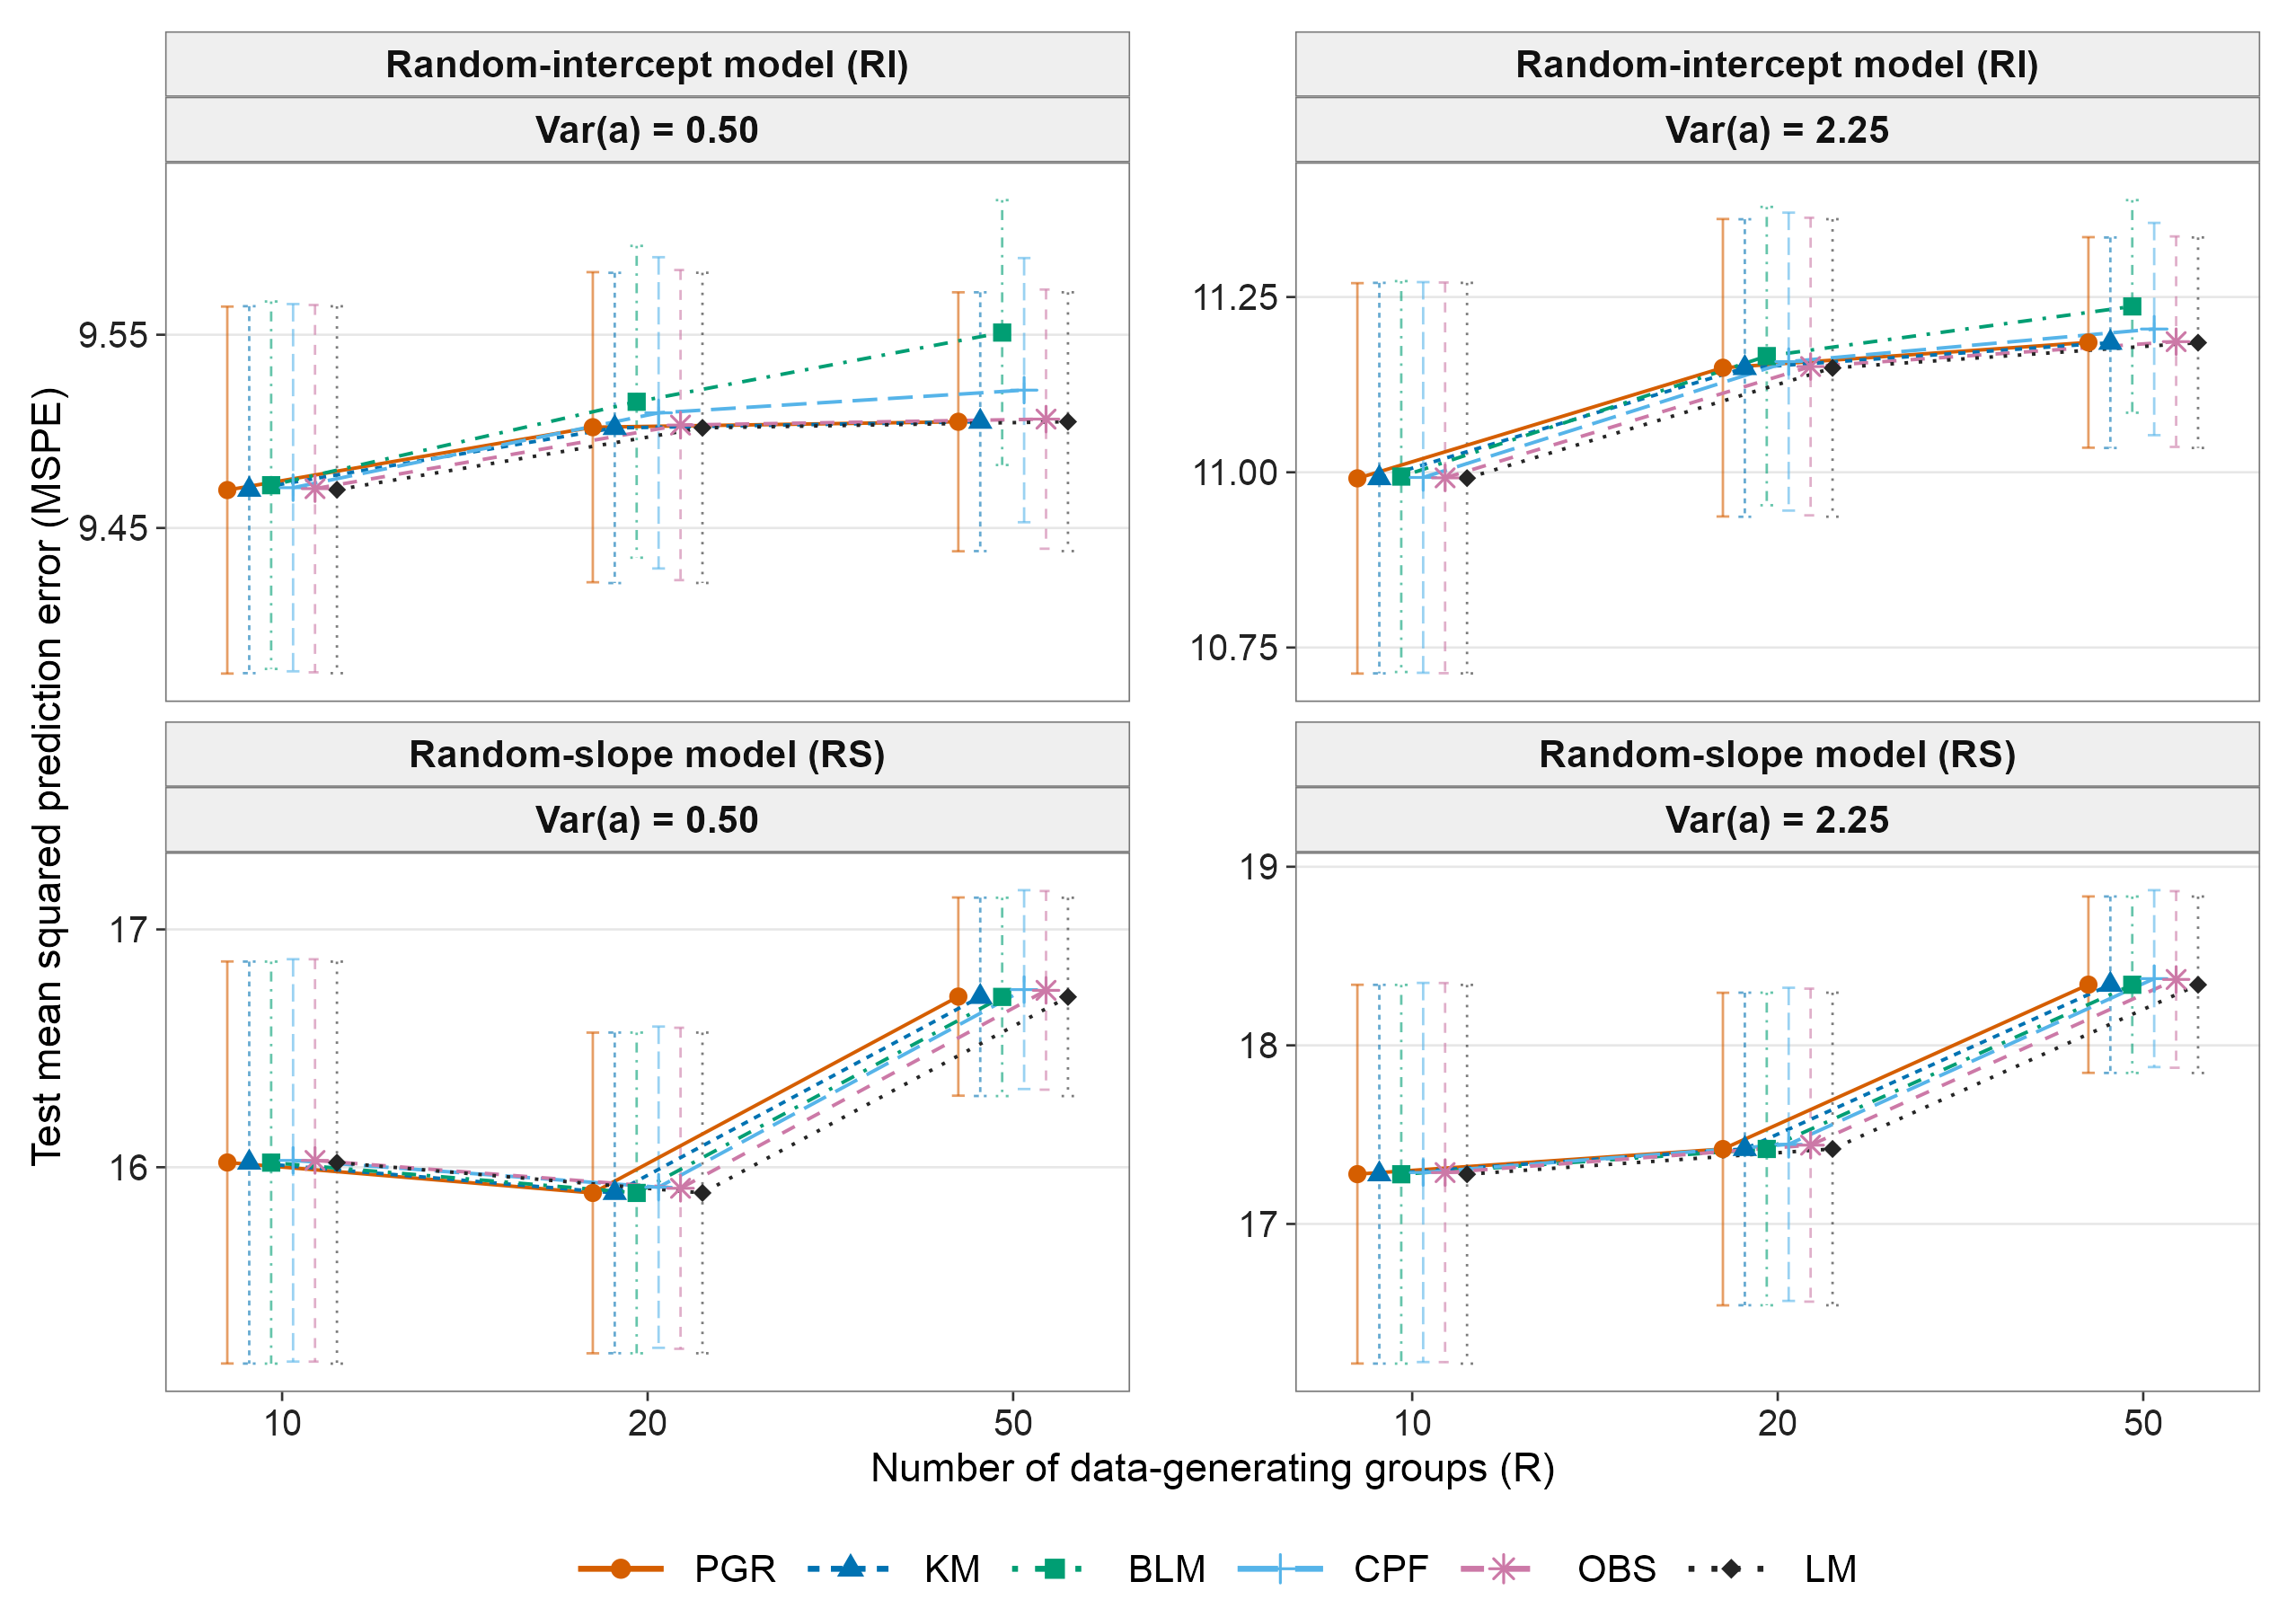 Random-intercept model (RI)
Var(a) = 0.50
Random-intercept model (RI)
Var(a) = 2.25
9.55
9.45
11.25
11.00
10.75
Random-slope model (RS)
Var(a) = 0.50
Random-slope model (RS)
Var(a) = 2.25
17
16
19
18
17
10
20
50
10
20
50
Test mean squared prediction error (MSPE)
Number of data-generating groups (R)
PGR KM BLM CPF OBS LM